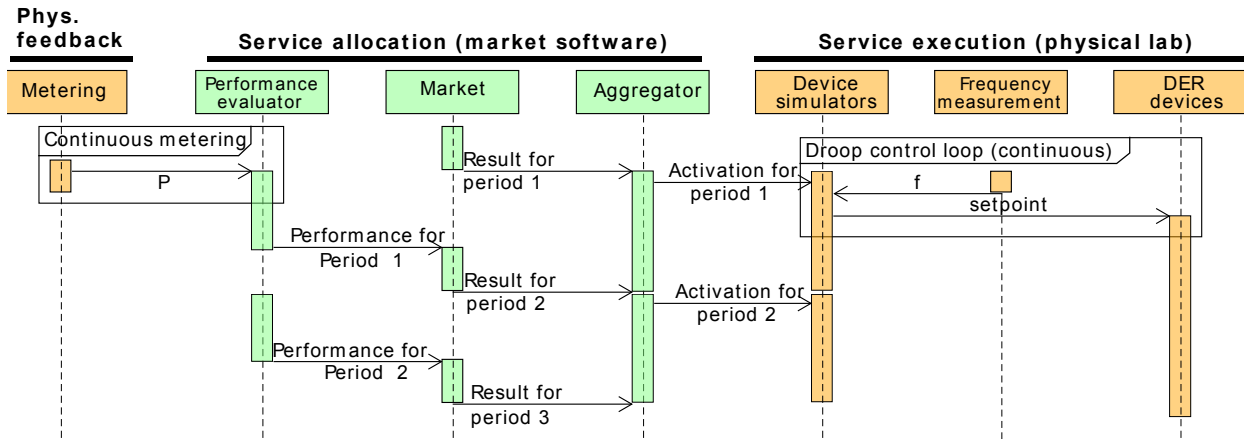 Phys.
feedback
Service allocation (market software)
Service execution (physical lab)
Metering
Performance
evaluator
Market
Aggregator
Device
simulators
Frequency
measurement
DER
devices
Continuous metering
P
Result for
period 1
Activation for
period 1
Droop control loop (continuous)
f
setpoint
Performance for
Period 1
Result for
period 2
Activation for
period 2
Performance for
Period 2
Result for
period 3